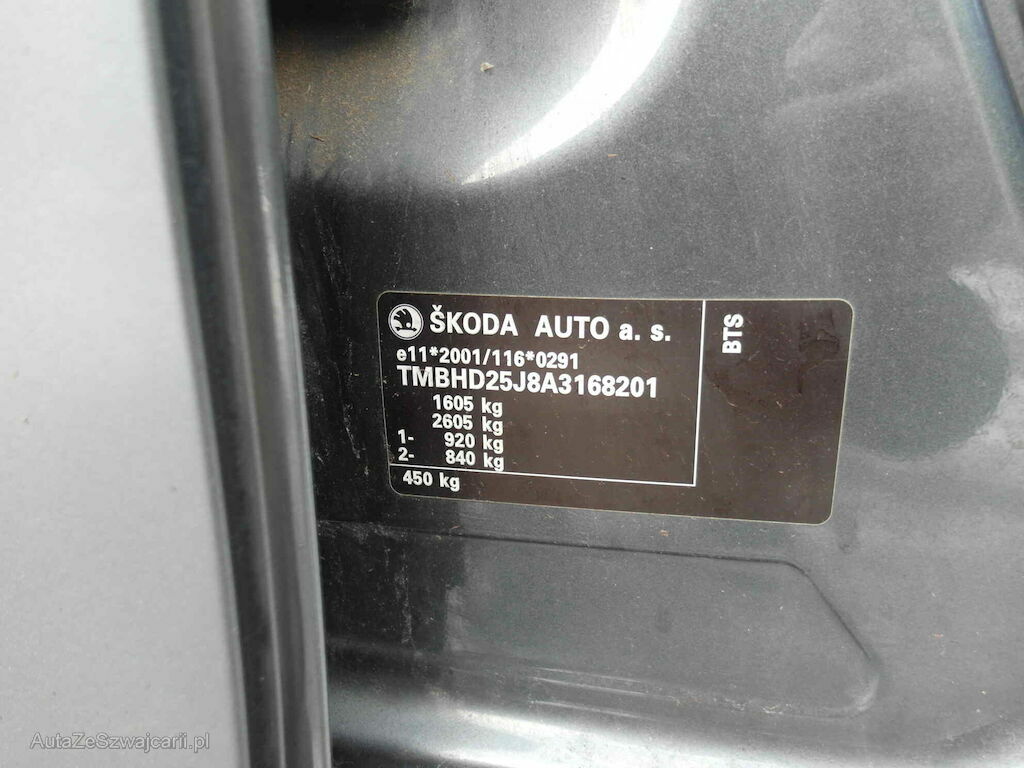 ŠKODA AUTO a. s.
e11*2001/116*0291
TMBHD25J8A3168201
1605 kg
2605 kg
1- 920 kg
2- 840 kg
450 kg
BTS
AutaZeSzwajcarii.pl